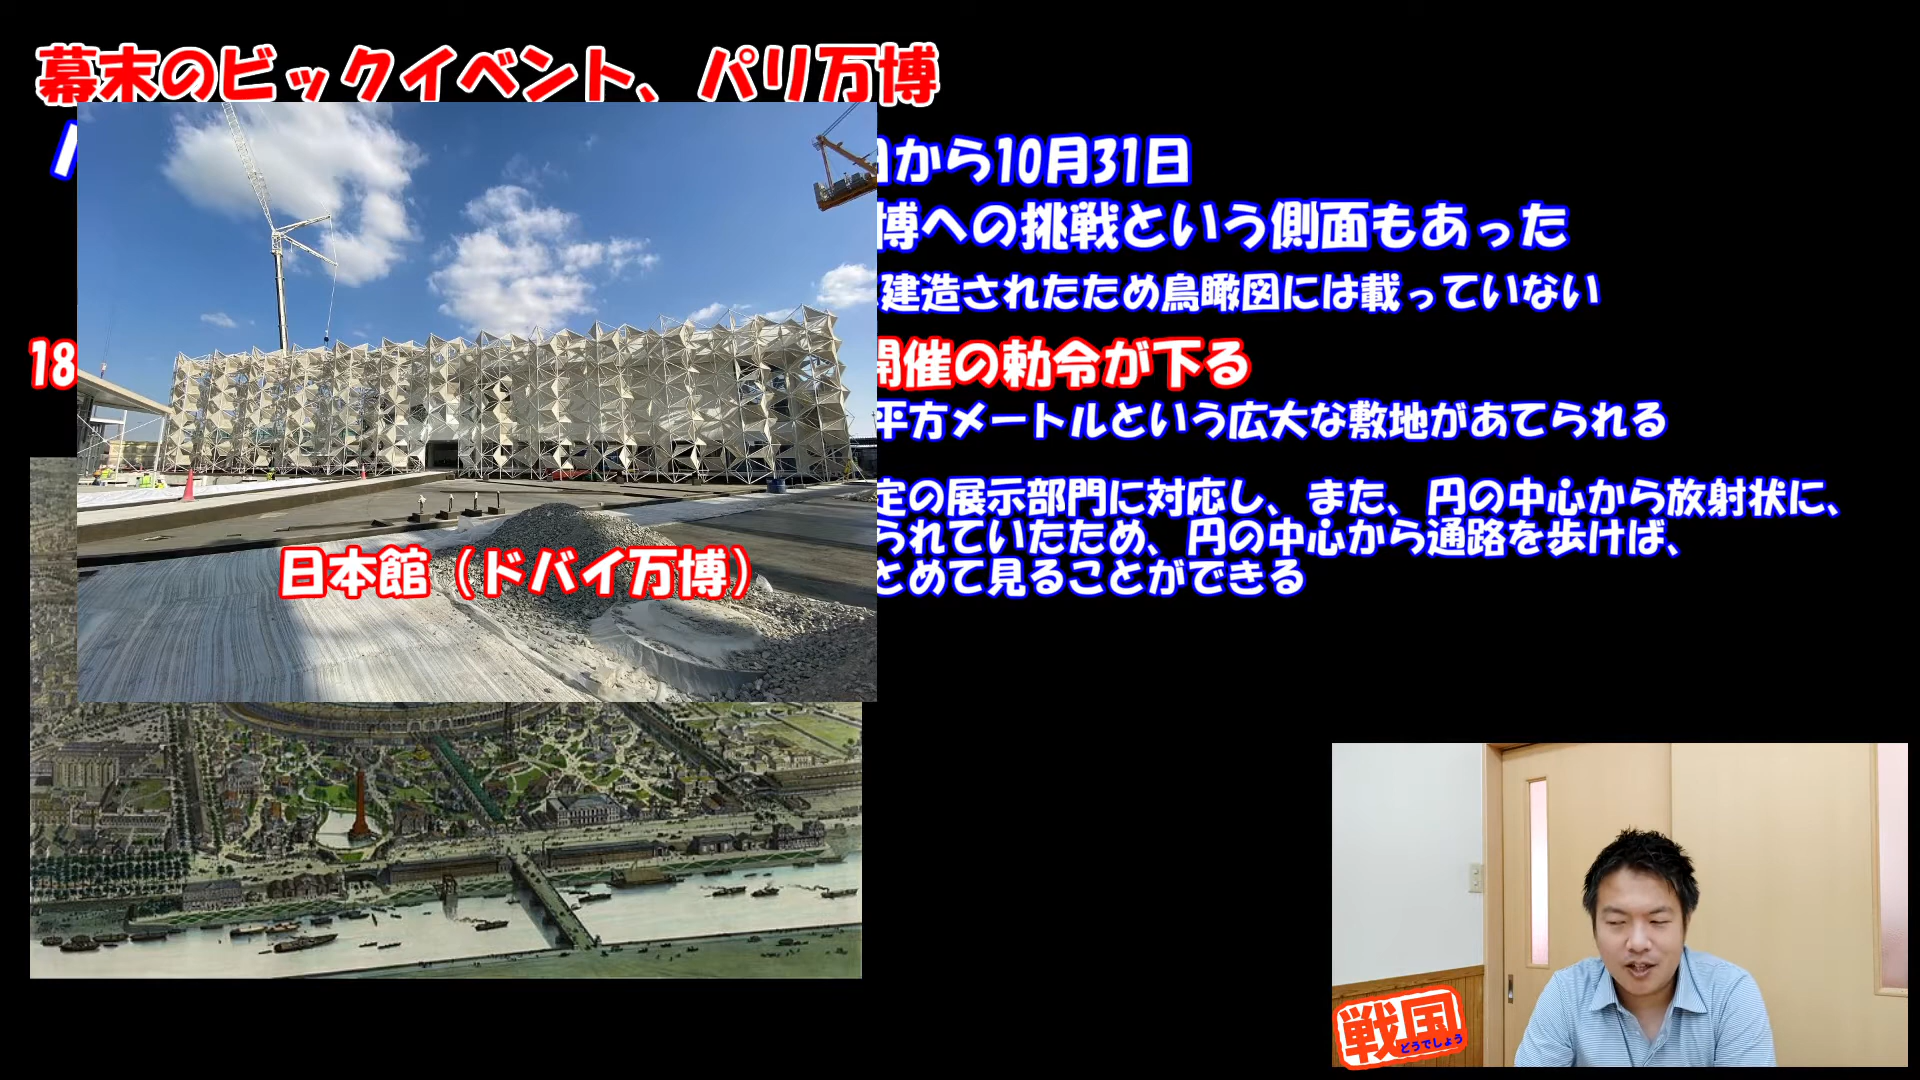 幕末のビックイベント、パリ万博
から10月31日
博への挑戦という側面もあった
建造されたため鳥瞰図には載っていない
18
開催の勅令が下る
平方メートルという広大な敷地があてられる
定の展示部門に対応し、また、円の中心から放射状に、
られていたため、円の中心から通路を歩けば、
とめて見ることができる
日本館（ドバイ万博）
戦国
どうでしょう